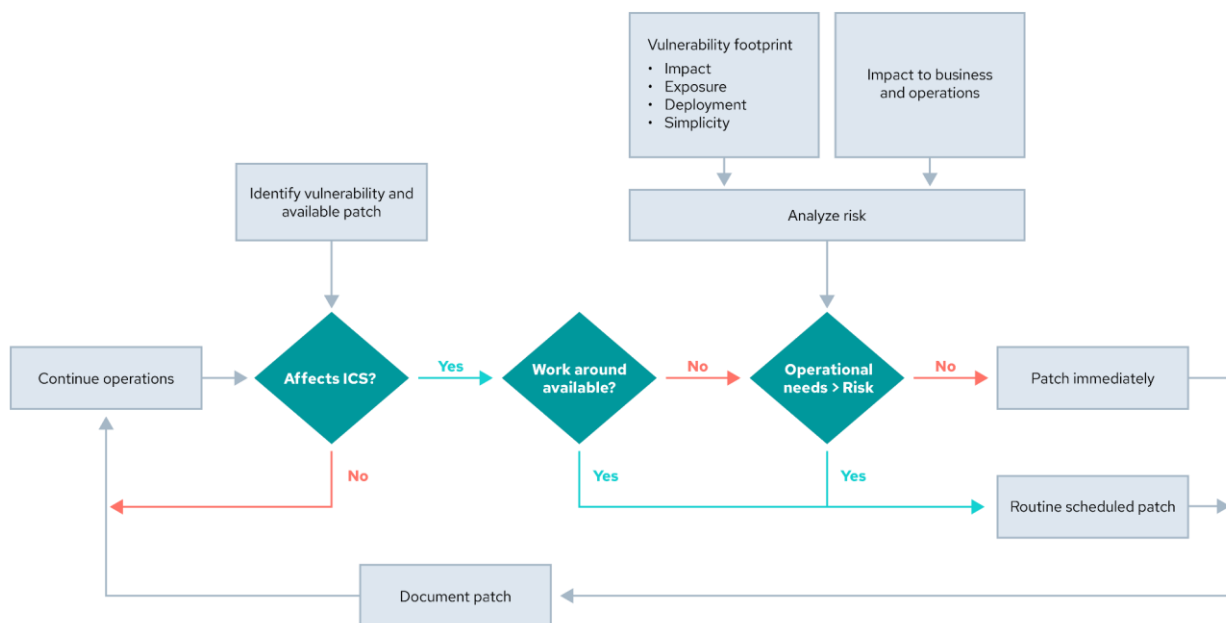 Vulnerability footprint
• Impact
• Exposure
• Deployment
• Simplicity
Impact to business
and operations
Identify vulnerability and
available patch
Analyze risk
Continue operations
Affects ICS?
Yes
Work around
available?
No
Operational
needs > Risk
No
Patch immediately
No
Yes
Yes
Routine scheduled patch
Document patch